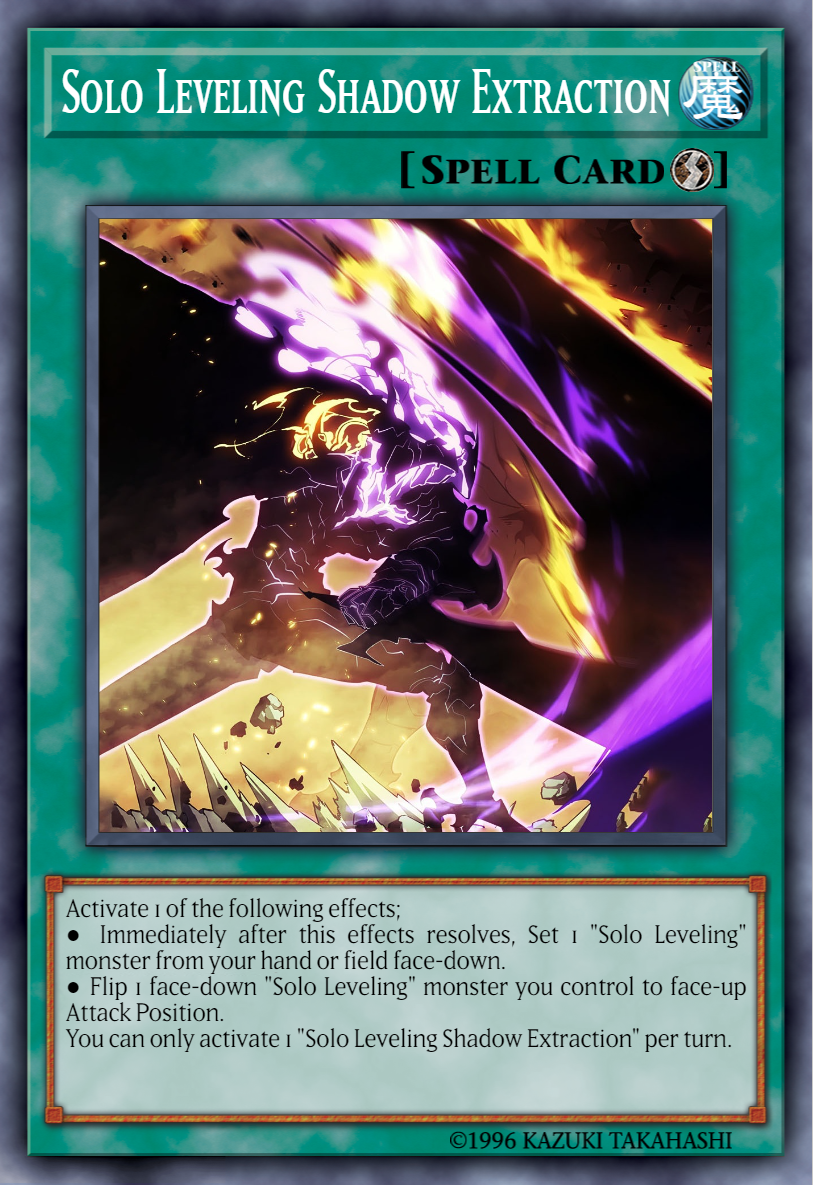 Solo Leveling Shadow Extraction
SPELL
魔
[Spell Card]
Activate 1 of the following effects;
● Immediately after this effects resolves, Set 1 "Solo Leveling"
monster from your hand or field face-down.
● Flip 1 face-down "Solo Leveling" monster you control to face-up
Attack Position.
You can only activate 1 "Solo Leveling Shadow Extraction" per turn.
©1996 KAZUKI TAKAHASHI